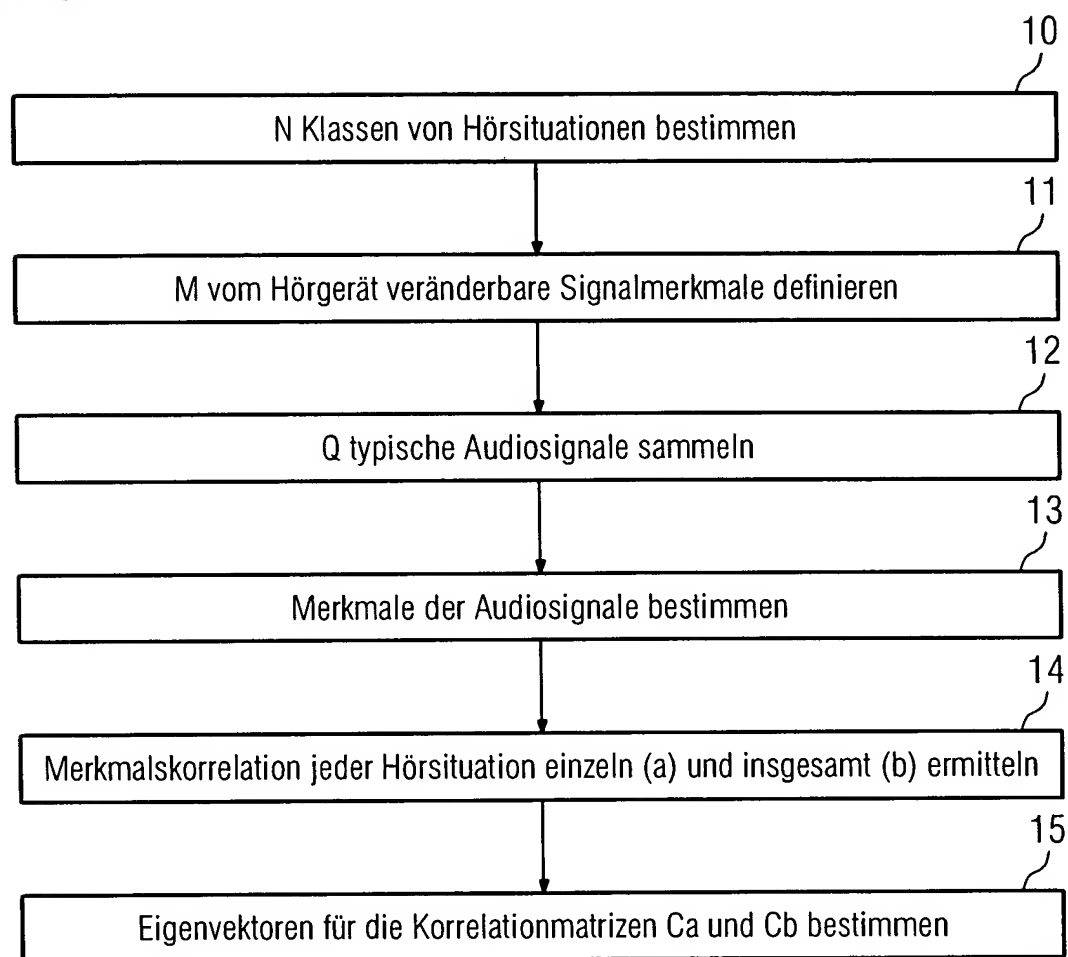 10
N Klassen von Hörsituationen bestimmen
11
M vom Hörgerät veränderbare Signalmerkmale definieren
12
Q typische Audiosignale sammeln
13
Merkmale der Audiosignale bestimmen
14
Merkmalskorrelation jeder Hörsituation einzeln (a) und insgesamt (b) ermitteln
15
Eigenvektoren für die Korrelationmatrizen Ca und Cb bestimmen